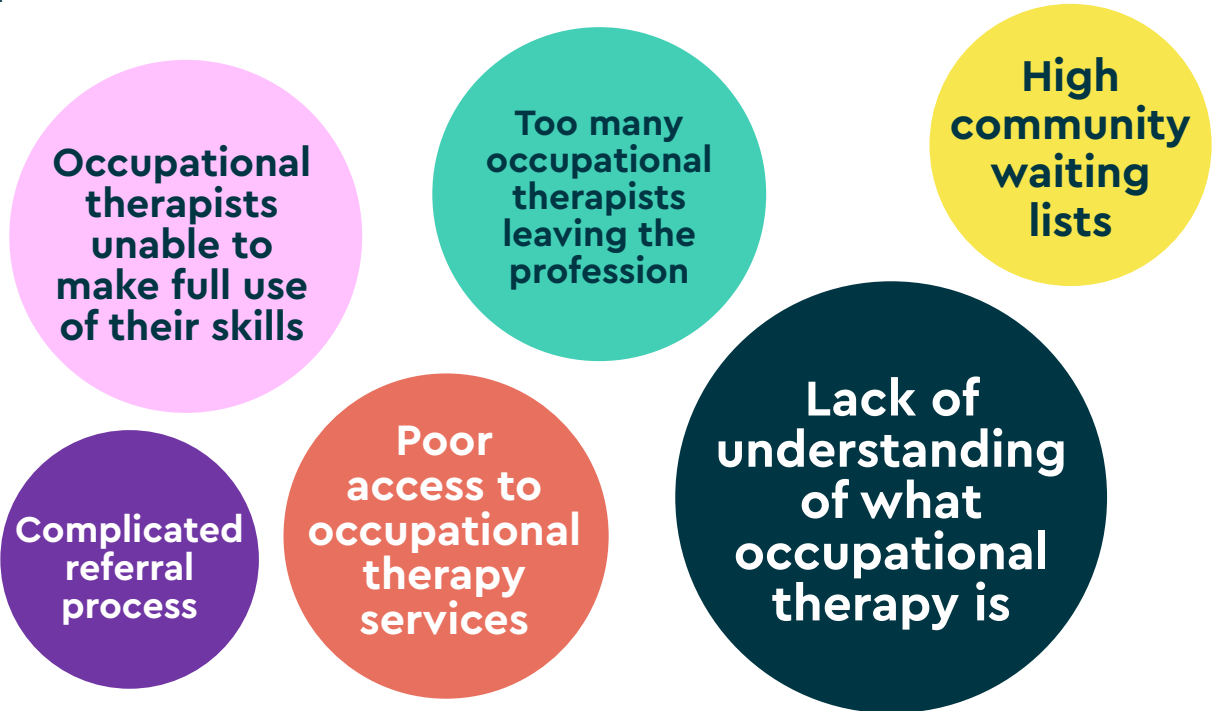 Occupational
therapists
unable to
make full use
of their skills
Too many
occupational
therapists
leaving the
profession
High
community
waiting
lists
Complicated
referral
process
Poor
access to
occupational
therapy
services
Lack of
understanding
of what
occupational
therapy is